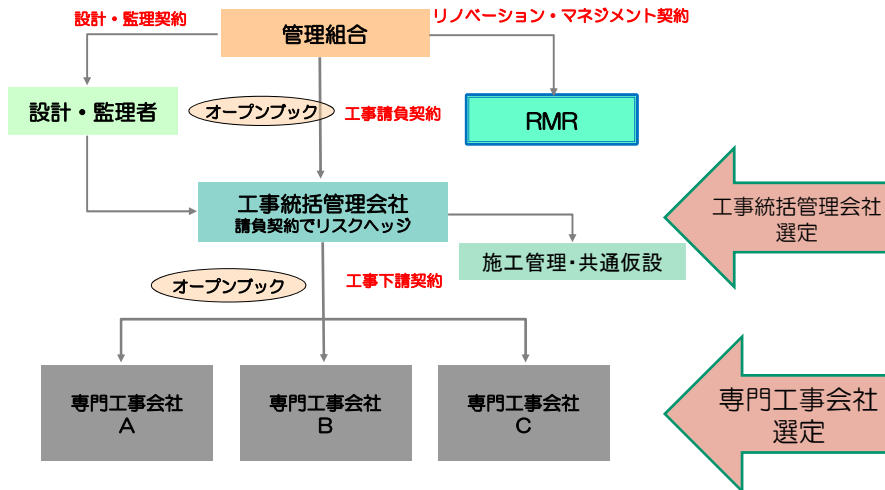 設計・監理契約
管理組合
リノベーション・マネジメント契約
設計・監理者
オープンブック
工事請負契約
RMR
工事統括管理会社
請負契約でリスクヘッジ
工事統括管理会社
選定
施工管理・共通仮設
オープンブック
工事下請契約
専門工事会社
A
専門工事会社
B
専門工事会社
C
専門工事会社
選定